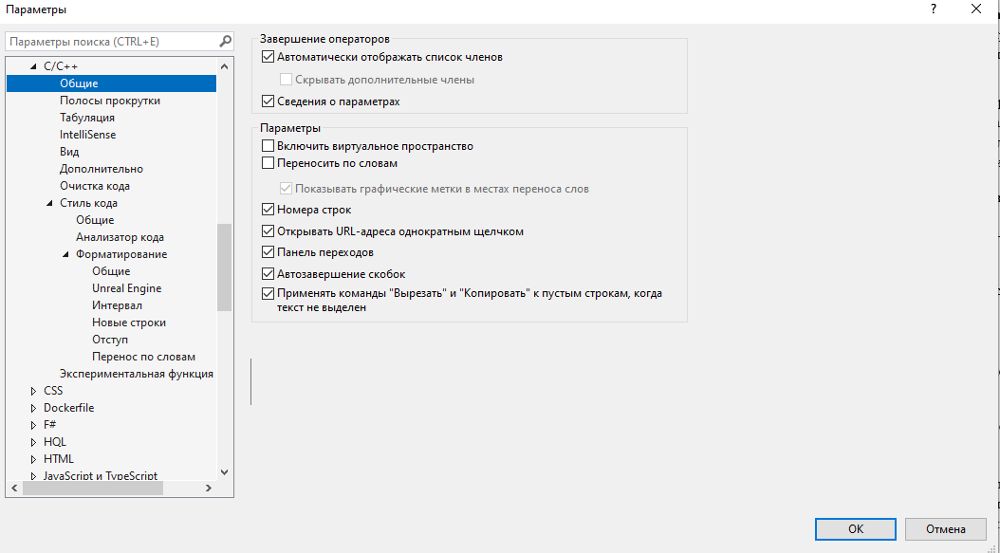 Параметры
?
Параметры поиска (CTRL+E)
C/C++
Общие
Полосы прокрутки
Табуляция
IntelliSense
Вид
Дополнительно
Очистка кода
Стиль кода
Общие
Анализатор кода
Форматирование
Общие
Unreal Engine
Интервал
Новые строки
Отступ
Перенос по словам
Экспериментальная функция
CSS
Dockerfile
F#
HQL
HTML
JavaScript и TypeScript
Завершение операторов
Автоматически отображать список членов
Скрывать дополнительные члены
Сведения о параметрах
Параметры
Включить виртуальное пространство
Переносить по словам
Показывать графические метки в местах переноса слов
Номера строк
Открывать URL-адреса однократным щелчком
Панель переходов
Автозавершение скобок
Применять команды "Вырезать" и "Копировать" к пустым строкам, когда
текст не выделен
ОК
Отмена